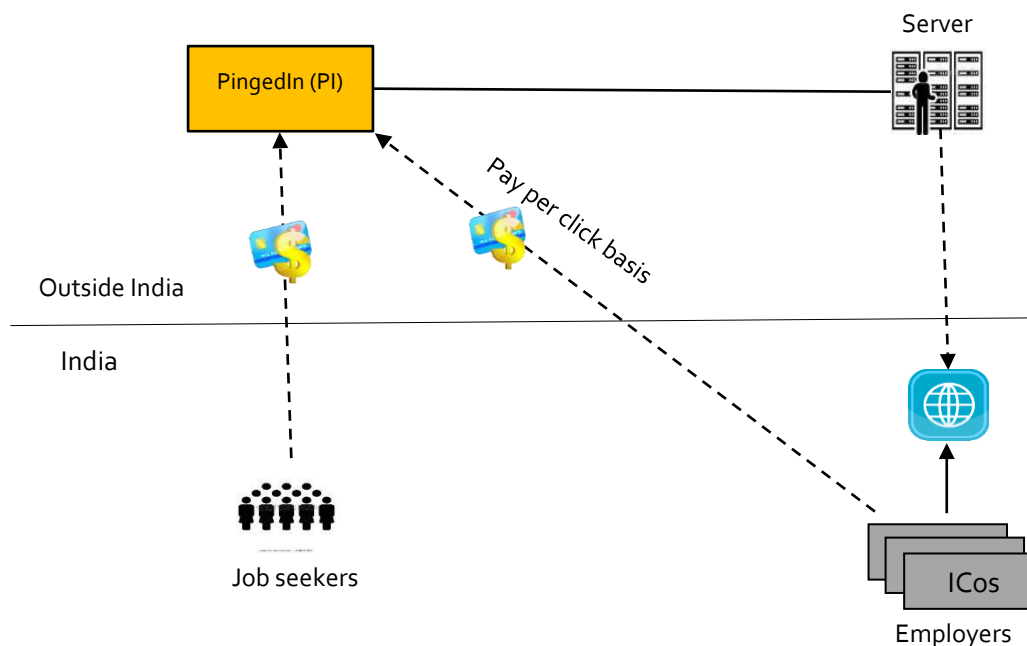 Server
PingedIn (PI)
Pay per click basis
Outside India
India
Job seekers
ICos
Employers